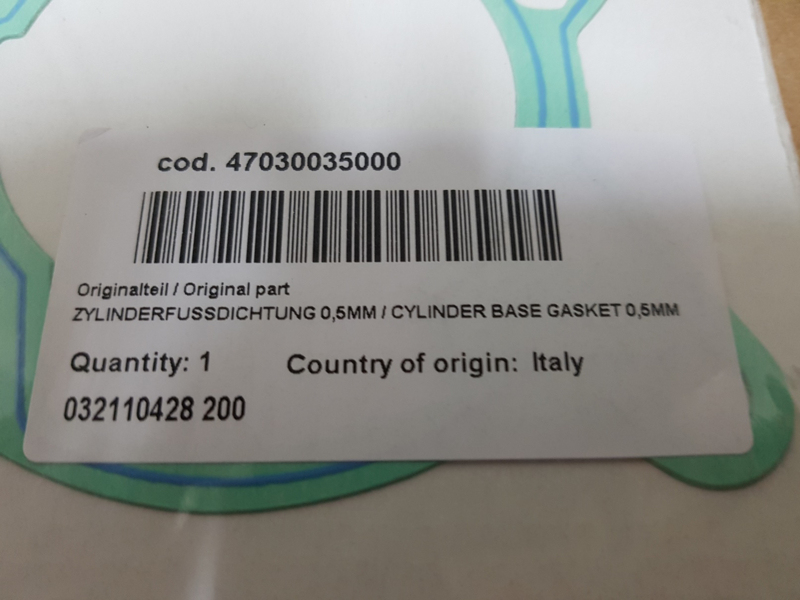 cod. 47030035000
Originalteil / Original part
ZYLINDERFUSSDICHTUNG 0,5MM / CYLINDER BASE GASKET 0,5MM
Quantity: 1 Country of origin: Italy
032110428 200